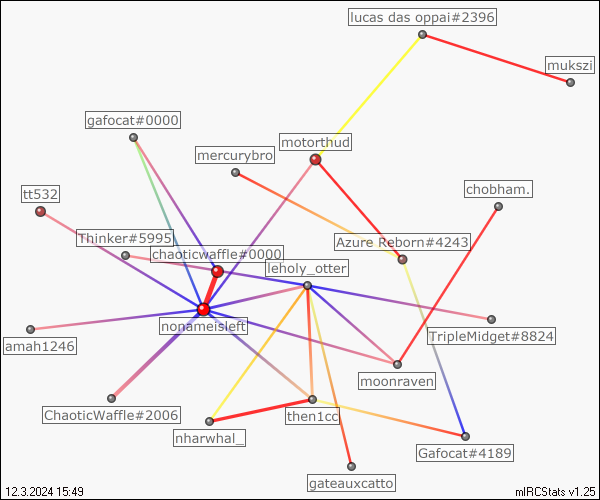 lucas das oppai#2396
mukszi
gafocat#0000
motorthud
mercurybro
chobham.
tt532
Thinker#5995
Azure Reborn#4243
chaoticwaffle#0000
leholy_otter
nonameisleft
TripleMidget#8824
amah1246
moonraven
ChaoticWaffle#2006
then1cc
nharwhal_
Gafocat#4189
gateauxcatto
12.3.2024 15:49
mIRCStats v1.25